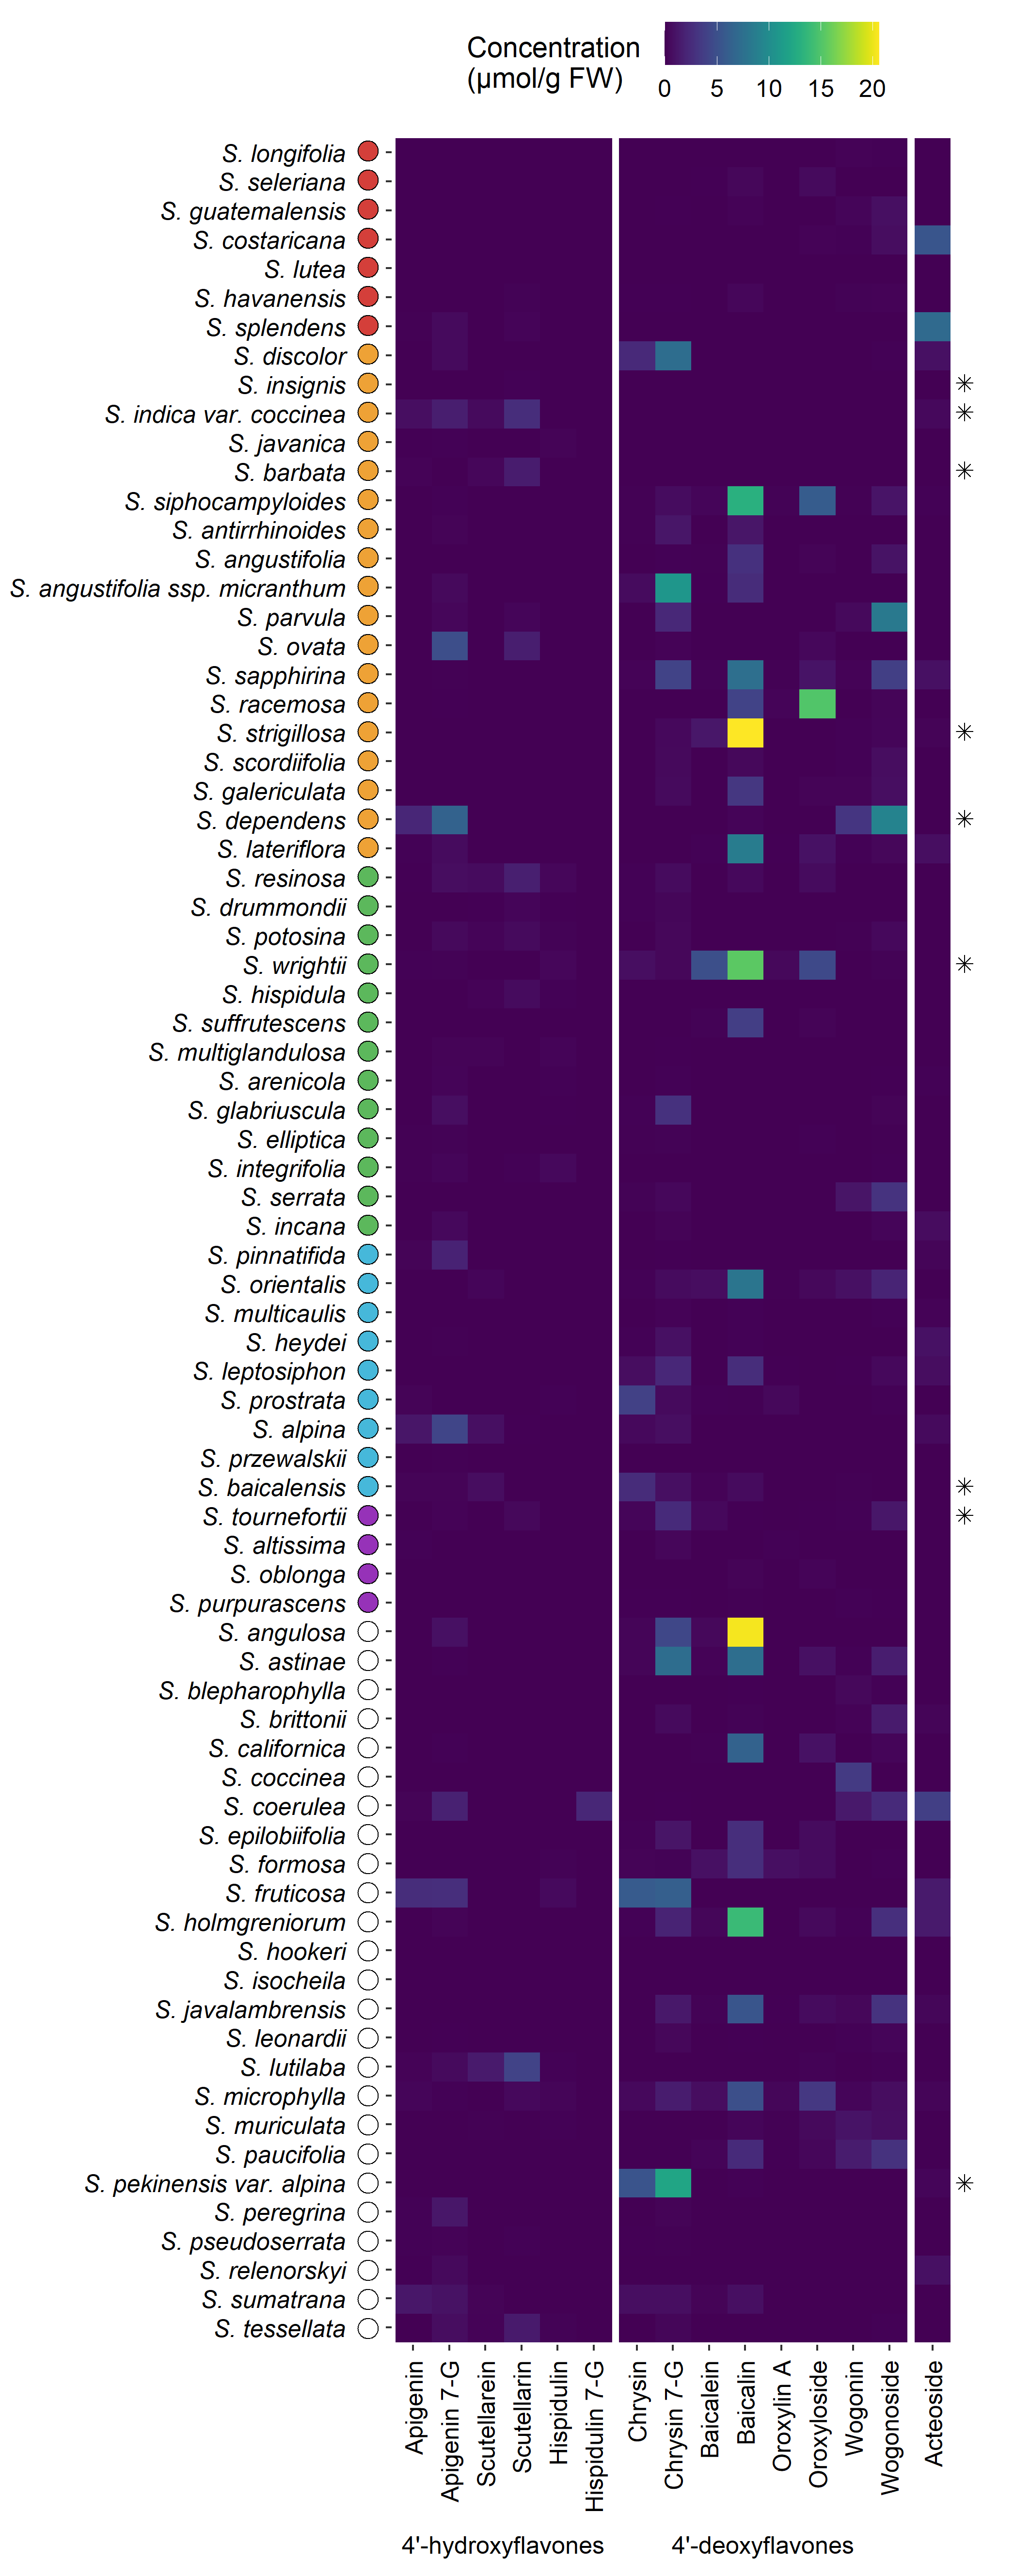 Concentration
(µmol/g FW)
0 5 10 15 20
S. longifolia
S. seleriana
S. guatemalensis
S. costaricana
S. lutea
S. havanensis
S. splendens
S. discolor
S. insignis
S. indica var. coccinea
S. javanica
S. barbata
S. siphocampyloides
S. antirrhinoides
S. angustifolia
S. angustifolia ssp. micranthum
S. parvula
S. ovata
S. sapphirina
S. racemosa
S. strigillosa
S. scordiifolia
S. galericulata
S. dependens
S. lateriflora
S. resinosa
S. drummondii
S. potosina
S. wrightii
S. hispidula
S. suffrutescens
S. multiglandulosa
S. arenicola
S. glabriuscula
S. elliptica
S. integrifolia
S. serrata
S. incana
S. pinnatifida
S. orientalis
S. multicaulis
S. heydei
S. leptosiphon
S. prostrata
S. alpina
S. przewalskii
S. baicalensis
S. tournefortii
S. altissima
S. oblonga
S. purpurascens
S. angulosa
S. astinae
S. blepharophylla
S. brittonii
S. californica
S. coccinea
S. coerulea
S. epilobiifolia
S. formosa
S. fruticosa
S. holmgreniorum
S. hookeri
S. isocheila
S. javalambrensis
S. leonardii
S. lutilaba
S. microphylla
S. muriculata
S. paucifolia
S. pekinensis var. alpina
S. peregrina
S. pseudoserrata
S. relenorskyi
S. sumatrana
S. tessellata
Apigenin
Apigenin 7-G
Scutellarein
Scutellarin
Hispidulin
Hispidulin 7-G
Chrysin
Chrysin 7-G
Baicalein
Baicalin
Oroxylin A
Oroxyloside
Wogonin
Wogonoside
Acteoside
4'-hydroxyflavones
4'-deoxyflavones